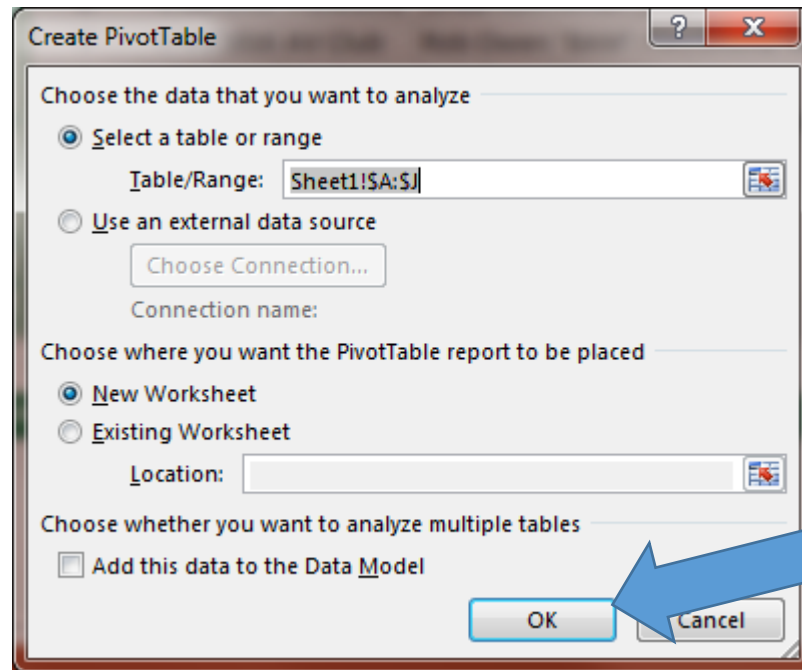 Create PivotTable
?
X
Choose the data that you want to analyze
Select a table or range
Table/Range: Sheet1!$A:$J
Use an external data source
Choose Connection...
Connection name:
Choose where you want the PivotTable report to be placed
New Worksheet
Existing Worksheet
Location:
Choose whether you want to analyze multiple tables
Add this data to the Data Model
OK Cancel